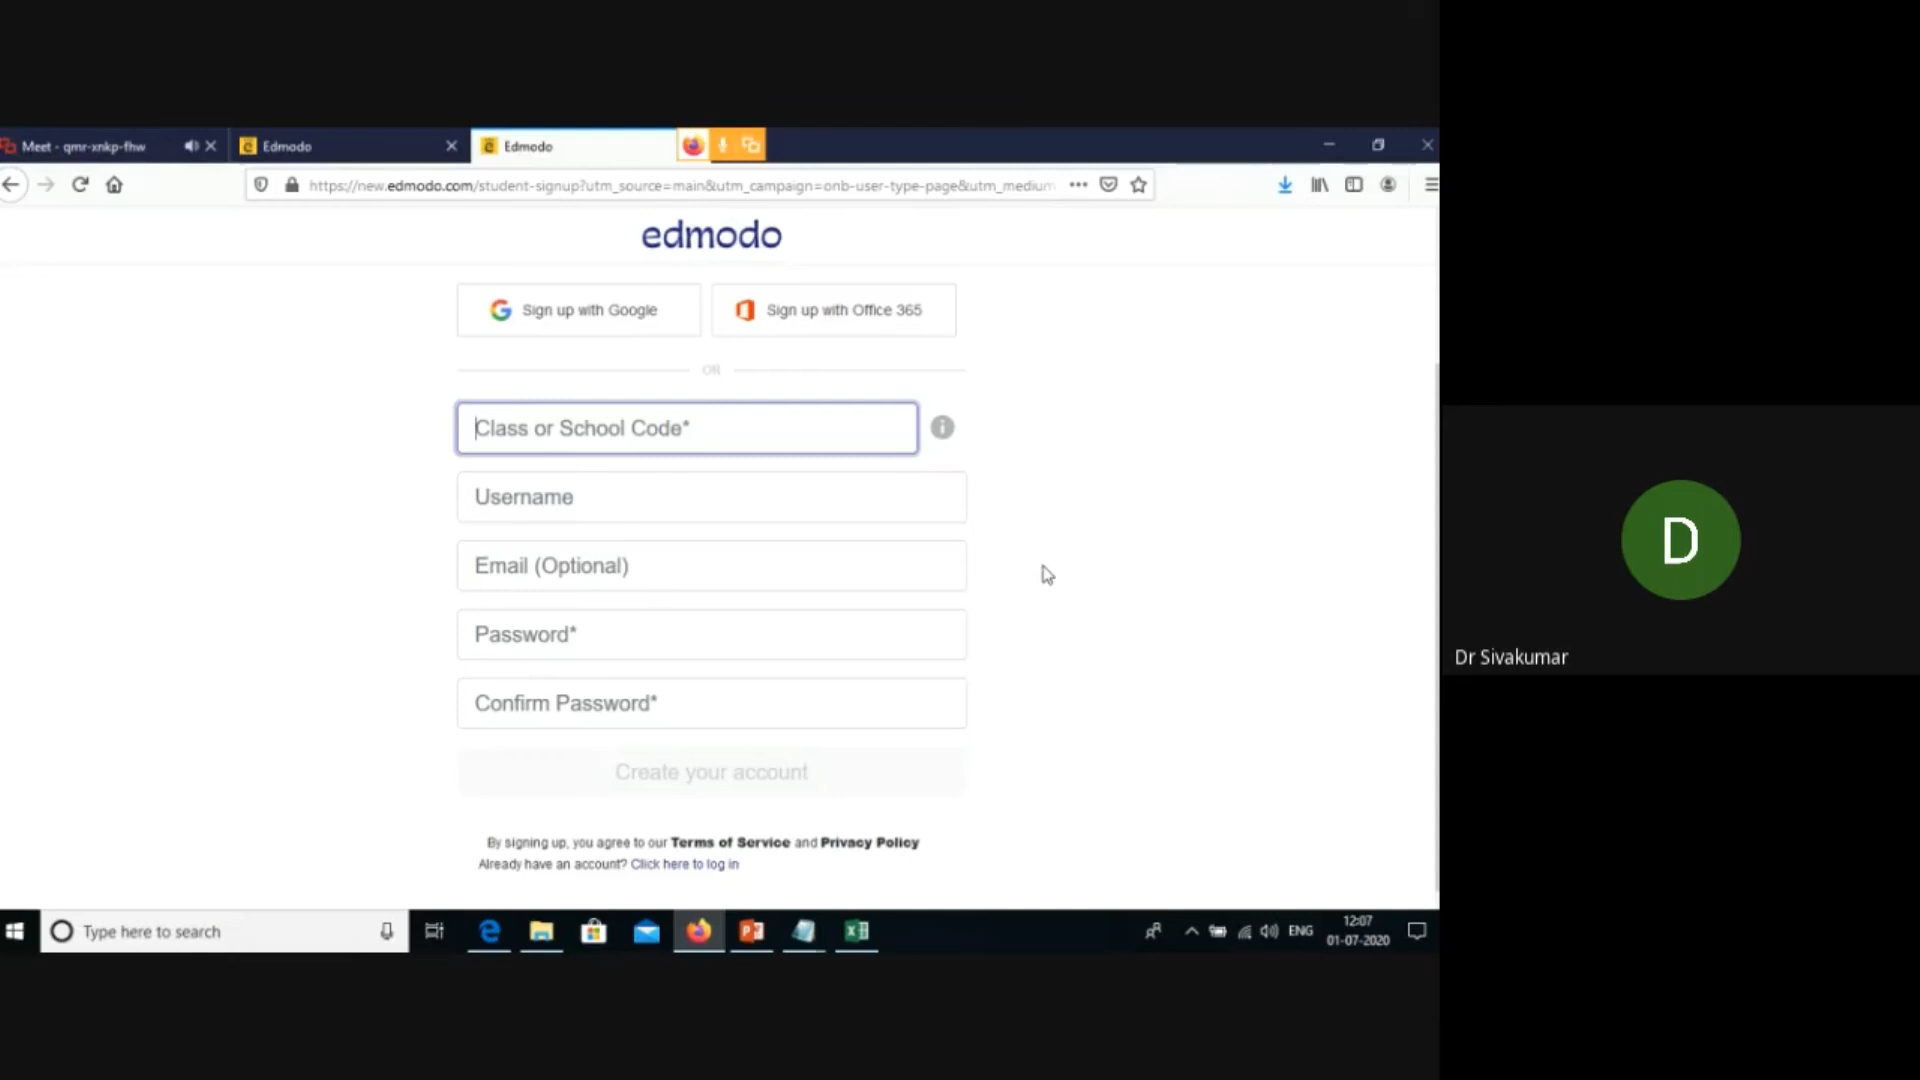 Meet - qmr-xnkp-fhw
Edmodo
Edmodo
https://new.edmodo.com/student-signup?utm_source=main&utm_campaign=onb-user-type-page&utm_medium
edmodo
Sign up with Google
Sign up with Office 365
OR
Class or School Code*
Username
Email (Optional)
Password*
Confirm Password*
Create your account
By signing up, you agree to our Terms of Service and Privacy Policy
Already have an account? Click here to log in
D
Dr Sivakumar
Type here to search
ENG
12:07
01-07-2020